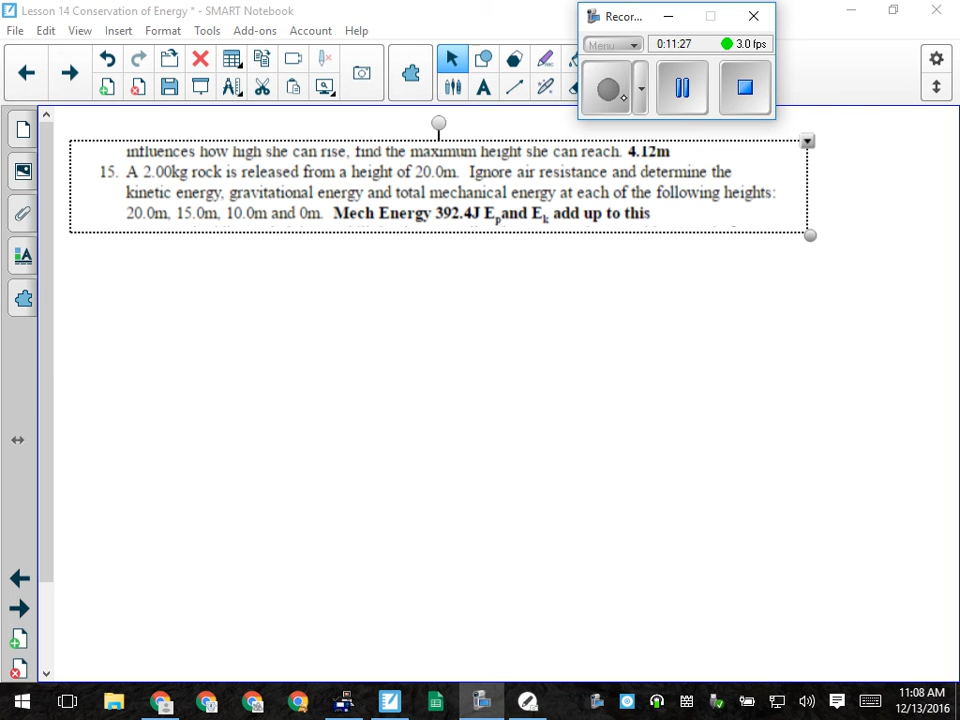 Lesson 14 Conservation of Energy * - SMART Notebook
File Edit View Insert Format Tools Add-ons Account Help
Recor...
Menu 0:11:27 3.0 fps
influences how high she can rise, find the maximum height she can reach. 4.12m
15. A 2.00kg rock is released from a height of 20.0m. Ignore air resistance and determine the
kinetic energy, gravitational energy and total mechanical energy at each of the following heights:
20.0m, 15.0m, 10.0m and 0m. Mech Energy 392.4J Epand Ek add up to this
11:08 AM
12/13/2016